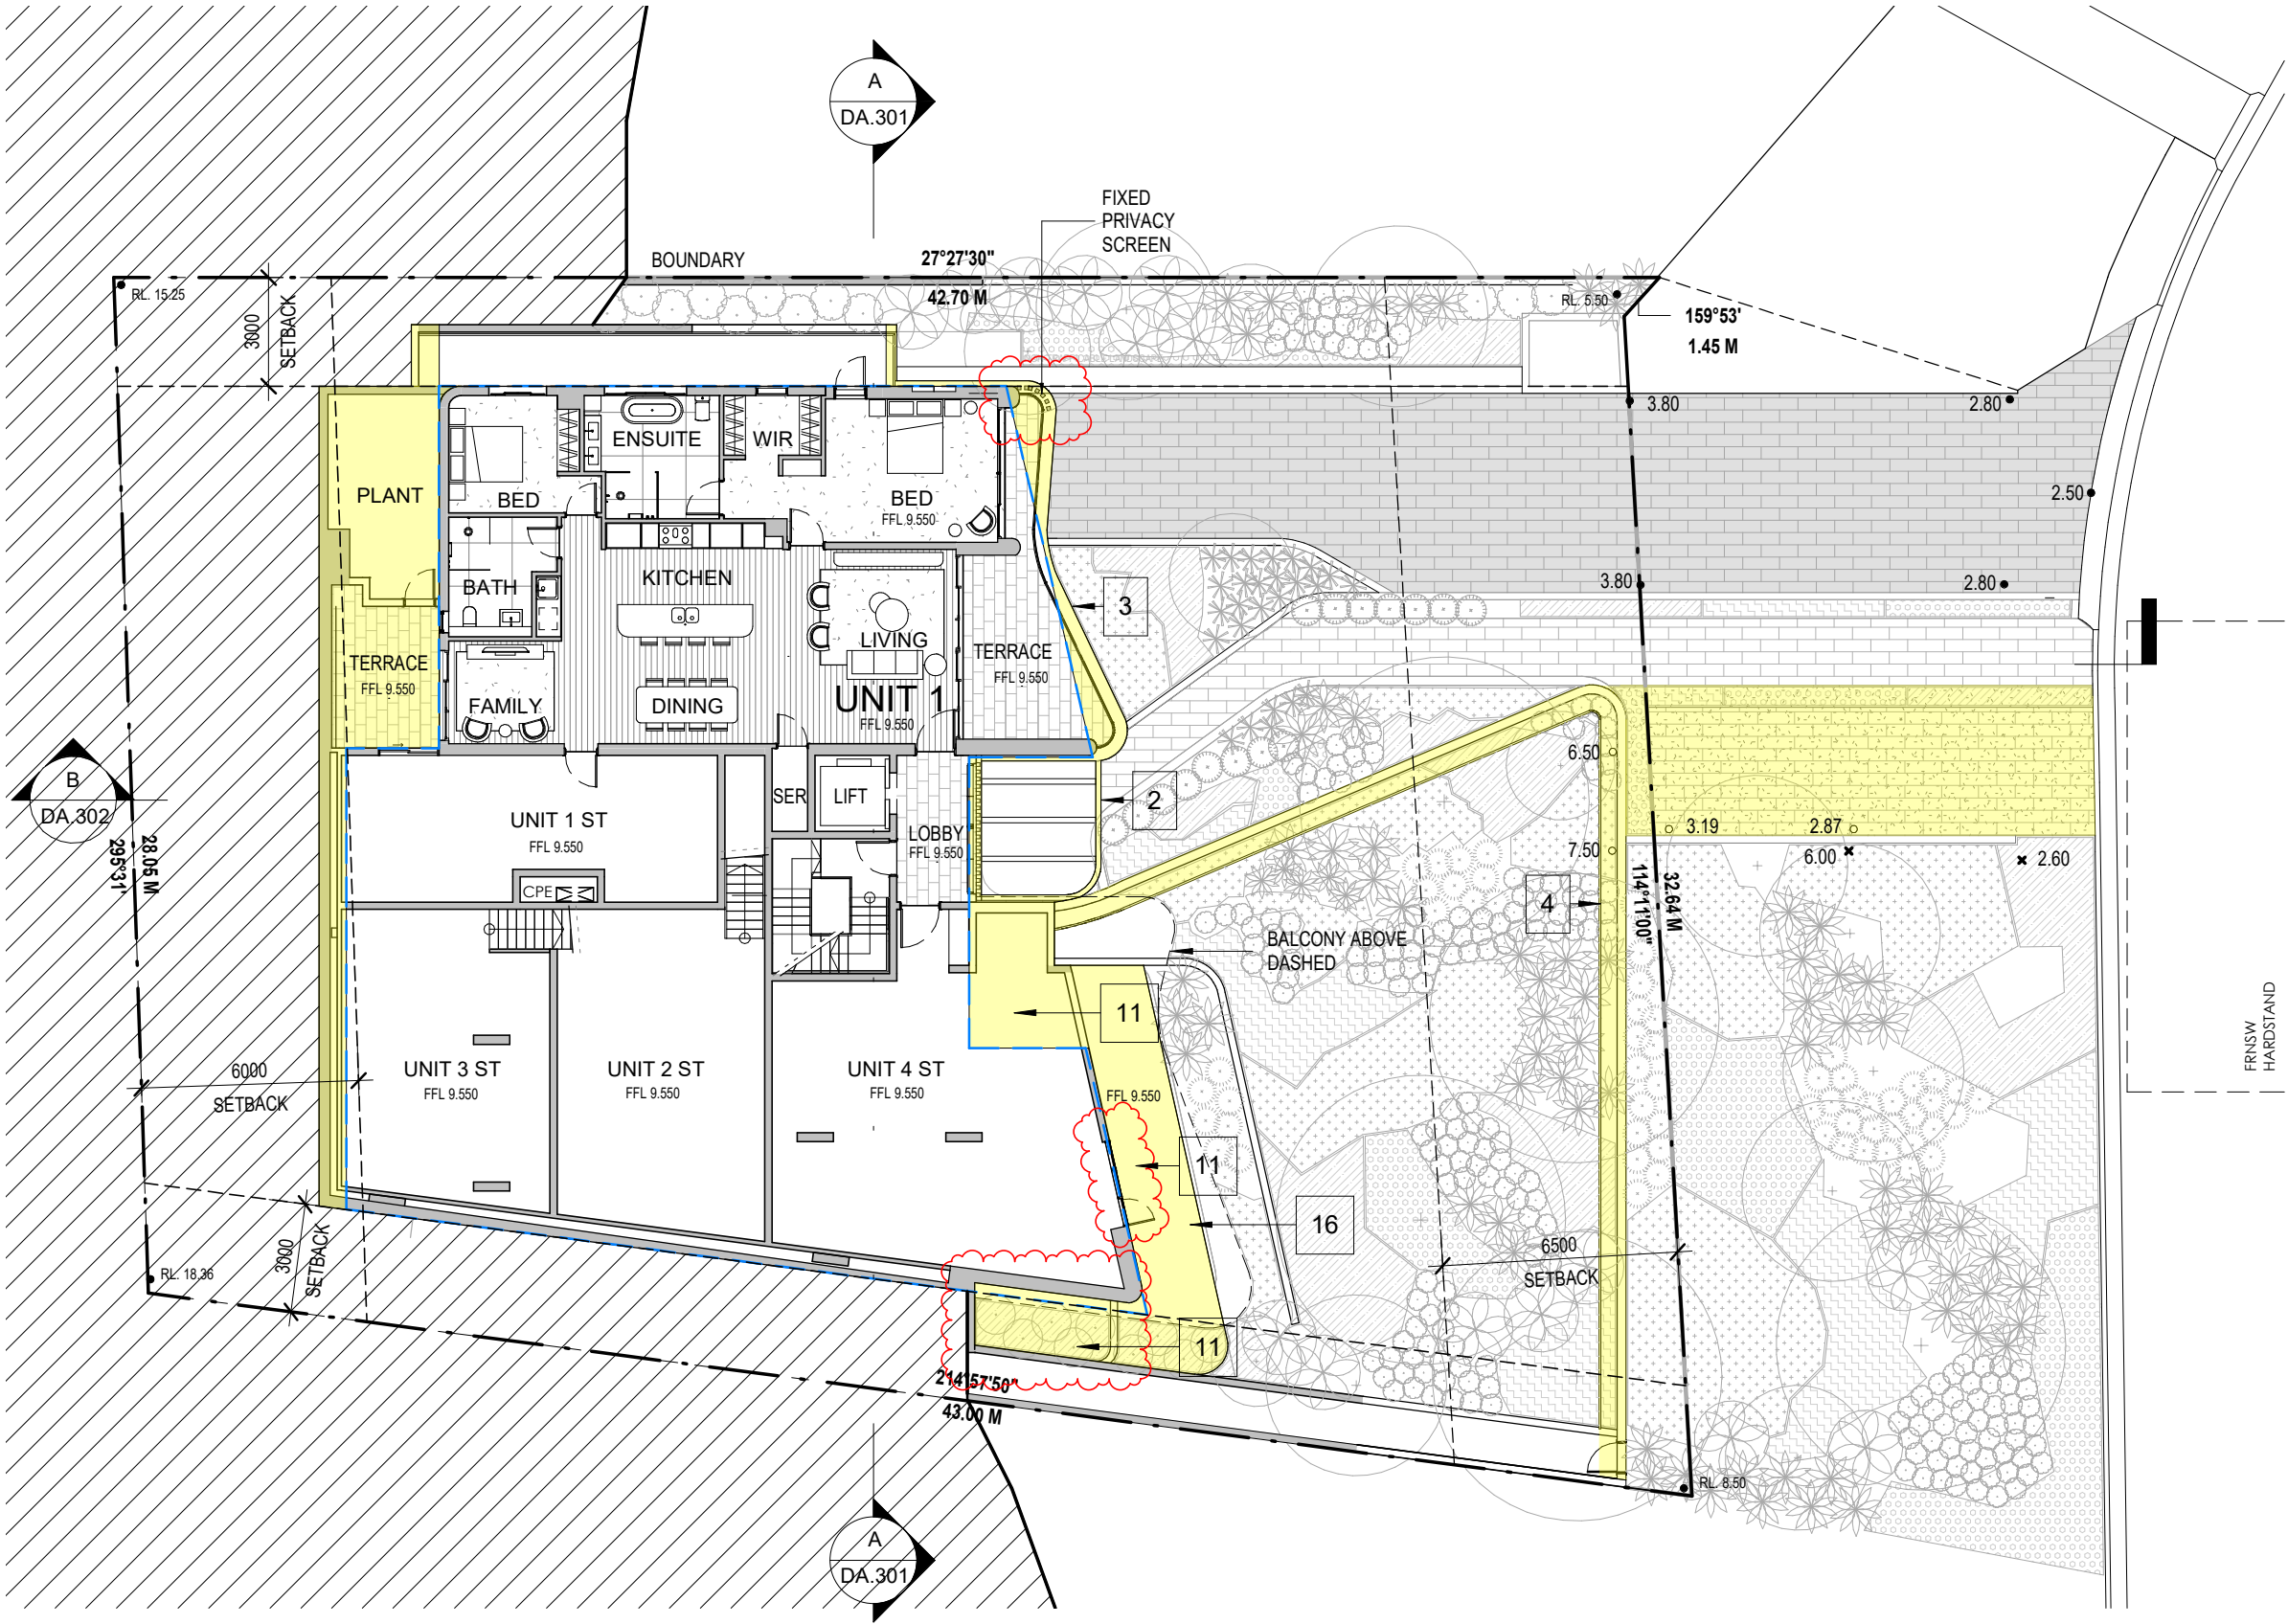 A
DA.301
FIXED
PRIVACY
SCREEN
BOUNDARY
27°27'30"
42.70 M
RL. 15.25
3000
SETBACK
RL. 5.50
159°53'
1.45 M
3.80
2.80
2.50
PLANT
BED
ENSUITE
WIR
BED
FFL 9.550
BATH
KITCHEN
LIVING
3
3.80
2.80
TERRACE
FFL 9.550
TERRACE
FFL 9.550
FAMILY
DINING
UNIT 1
FFL 9.550
6.50
B
DA.302
28.05 M
295°31'
SER
LIFT
2
UNIT 1 ST
FFL 9.550
LOBBY
FFL 9.550
3.19
2.87
7.50
6.00
2.60
CPE
4
32.64 M
114°11'00"
BALCONY ABOVE
DASHED
11
FRNSW
HARDSTAND
6000
SETBACK
UNIT 3 ST
FFL 9.550
UNIT 2 ST
FFL 9.550
UNIT 4 ST
FFL 9.550
FFL 9.550
11
16
3000
SETBACK
RL. 18.36
6500
SETBACK
11
214°57'50"
43.00 M
RL. 8.50
A
DA.301